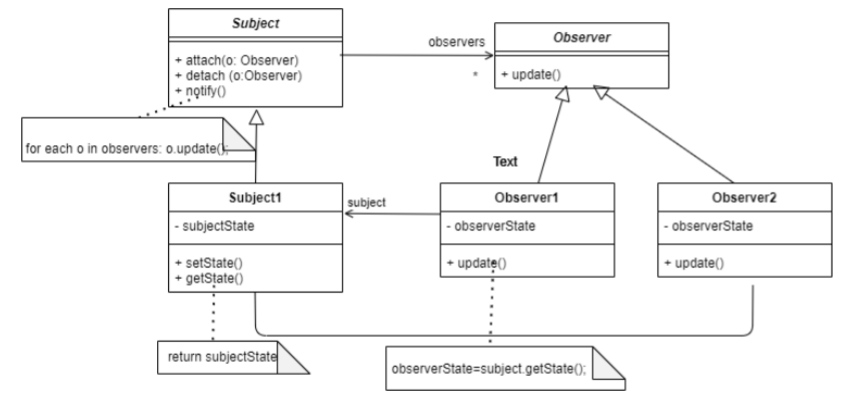 Subject
+ attach(o: Observer)
+ detach (o:Observer)
+ notify()
observers
*
Observer
+ update()
for each o in observers: o.update();
Text
Subject1
- subjectState
+ setState()
+ getState()
subject
Observer1
- observerState
+ update()
Observer2
- observerState
+ update()
return subjectState
observerState=subject.getState();